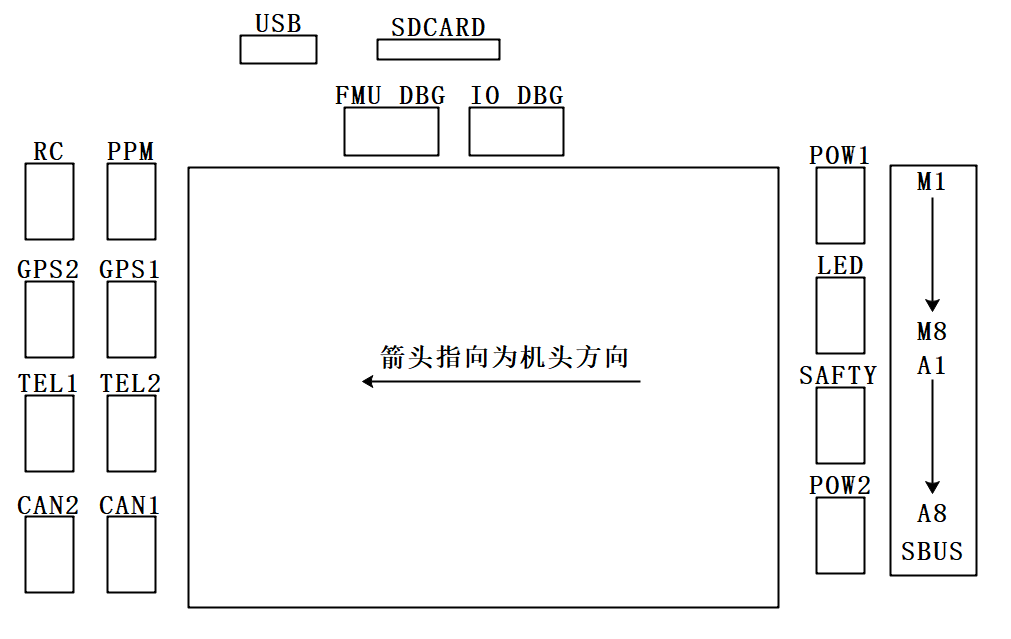 USB
SDCARD
FMU DBG
IO DBG
RC
PPM
POW1
M1
GPS2
GPS1
LED
M8
箭头指向为机头方向
A1
TEL1
TEL2
SAFTY
CAN2
CAN1
POW2
A8
SBUS